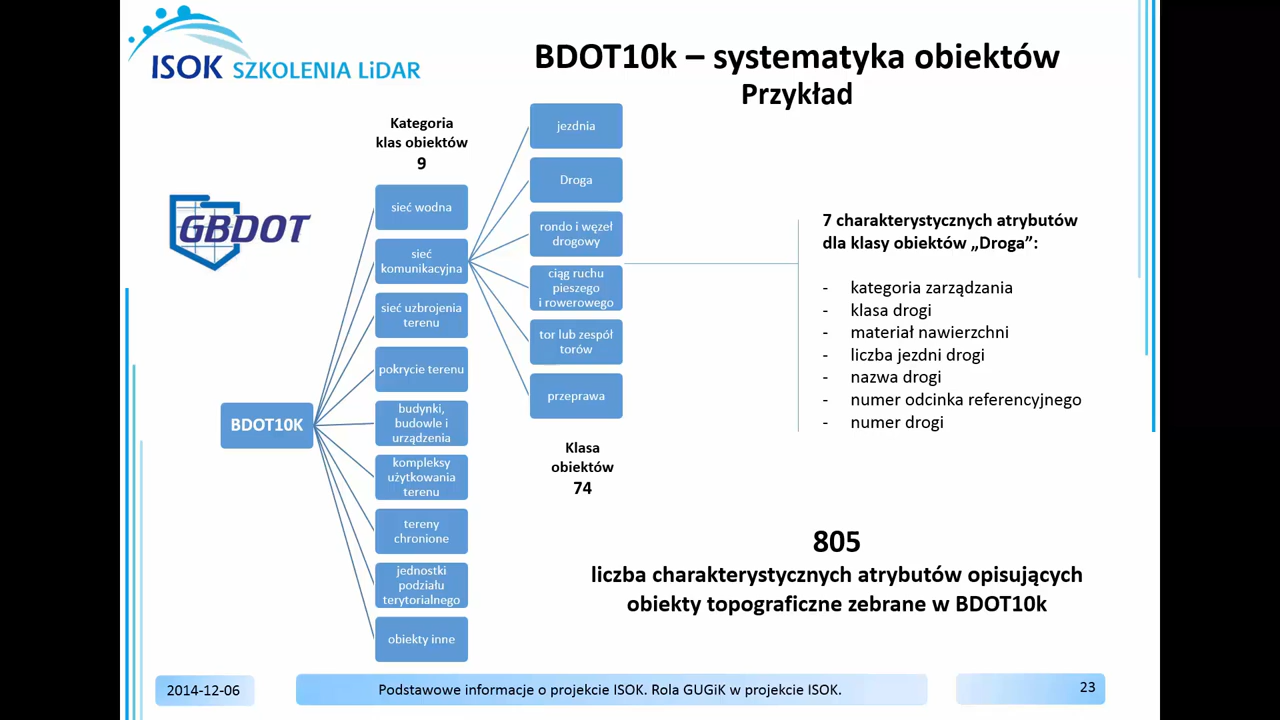 ISOK SZKOLENIA LiDAR
BDOT10k – systematyka obiektów
Przykład
Kategoria
klas obiektów
9
GBDOT
BDOT10K
sieć wodna
sieć
komunikacyjna
sieć uzbrojenia
terenu
pokrycie terenu
budynki,
budowle i
urządzenia
kompleksy
użytkowania
terenu
tereny
chronione
jednostki
podziału
terytorialnego
obiekty inne
jezdnia
Droga
rondo i węzeł
drogowy
ciąg ruchu
pieszego
i rowerowego
tor lub zespół
torów
przeprawa
Klasa
obiektów
74
7 charakterystycznych atrybutów
dla klasy obiektów „Droga”:
- kategoria zarządzania
- klasa drogi
- materiał nawierzchni
- liczba jezdni drogi
- nazwa drogi
- numer odcinka referencyjnego
- numer drogi
805
liczba charakterystycznych atrybutów opisujących
obiekty topograficzne zebrane w BDOT10k
2014-12-06
Podstawowe informacje o projekcie ISOK. Rola GUGiK w projekcie ISOK.
23